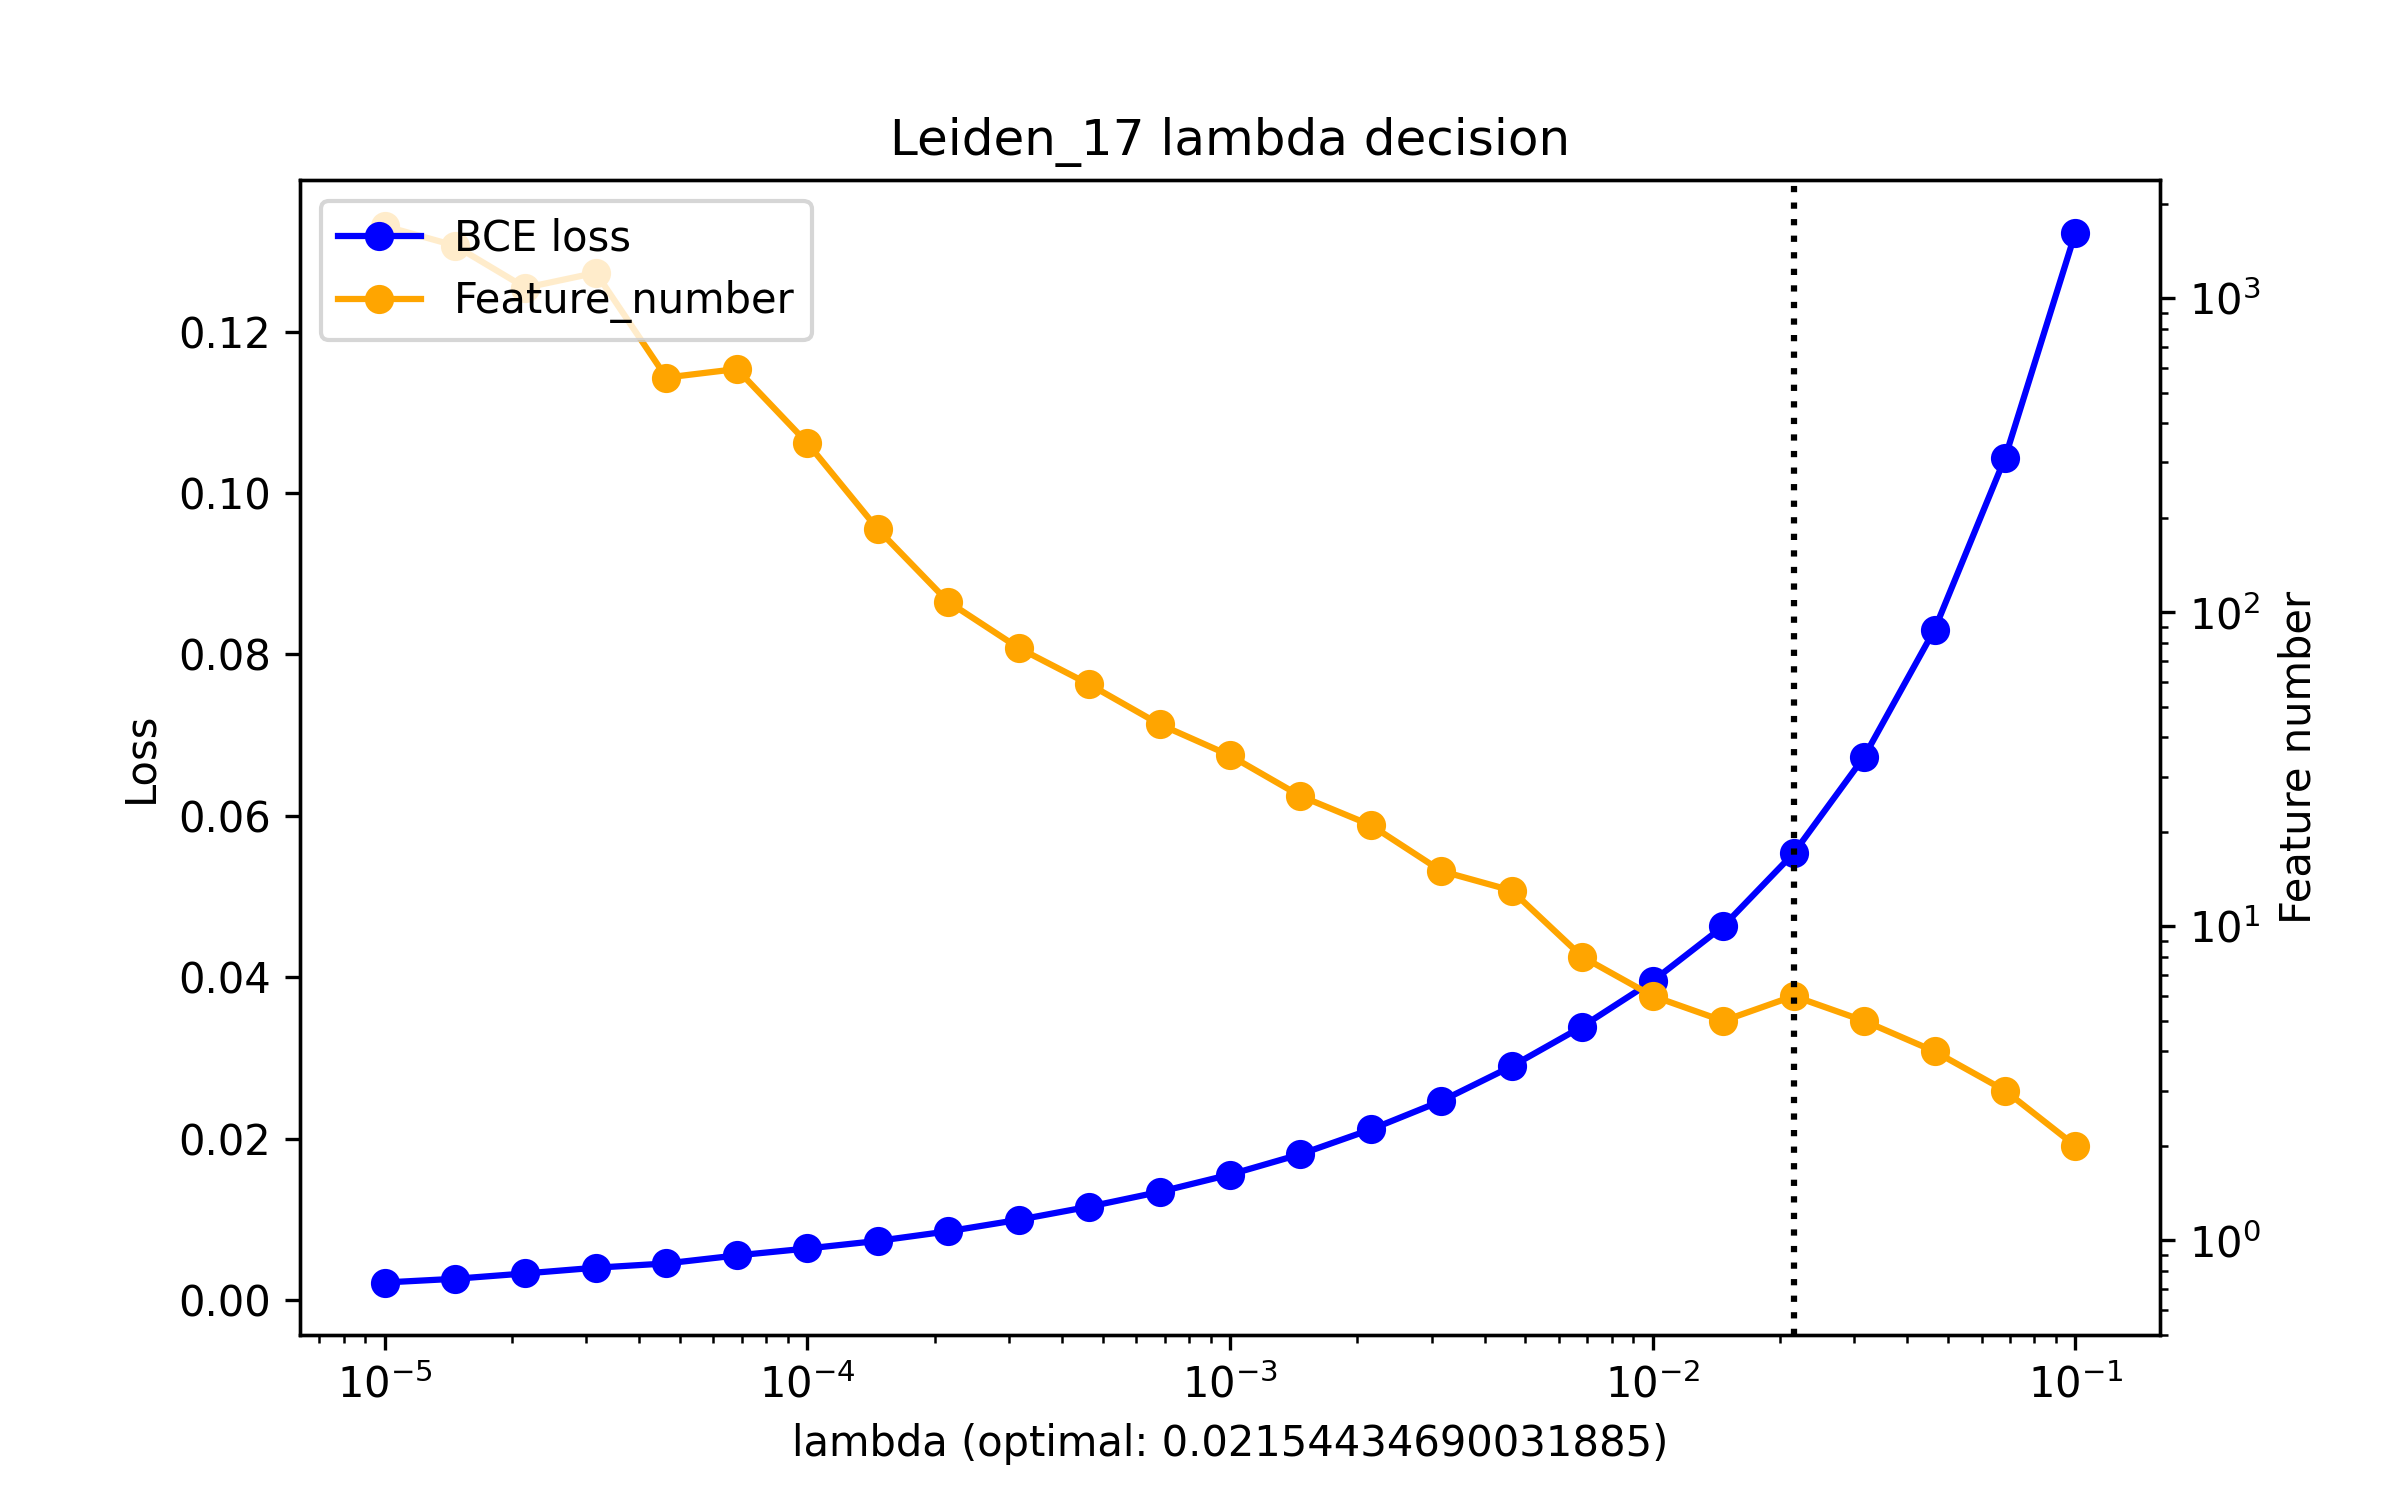 Leiden_17 lambda decision
BCE loss
Feature_number
0.12
0.10
0.08
0.06
0.04
0.02
0.00
Loss
10³
10²
10¹
10⁰
Feature number
10⁻⁵ 10⁻⁴ 10⁻³ 10⁻² 10⁻¹
lambda (optimal: 0.02154434690031885)